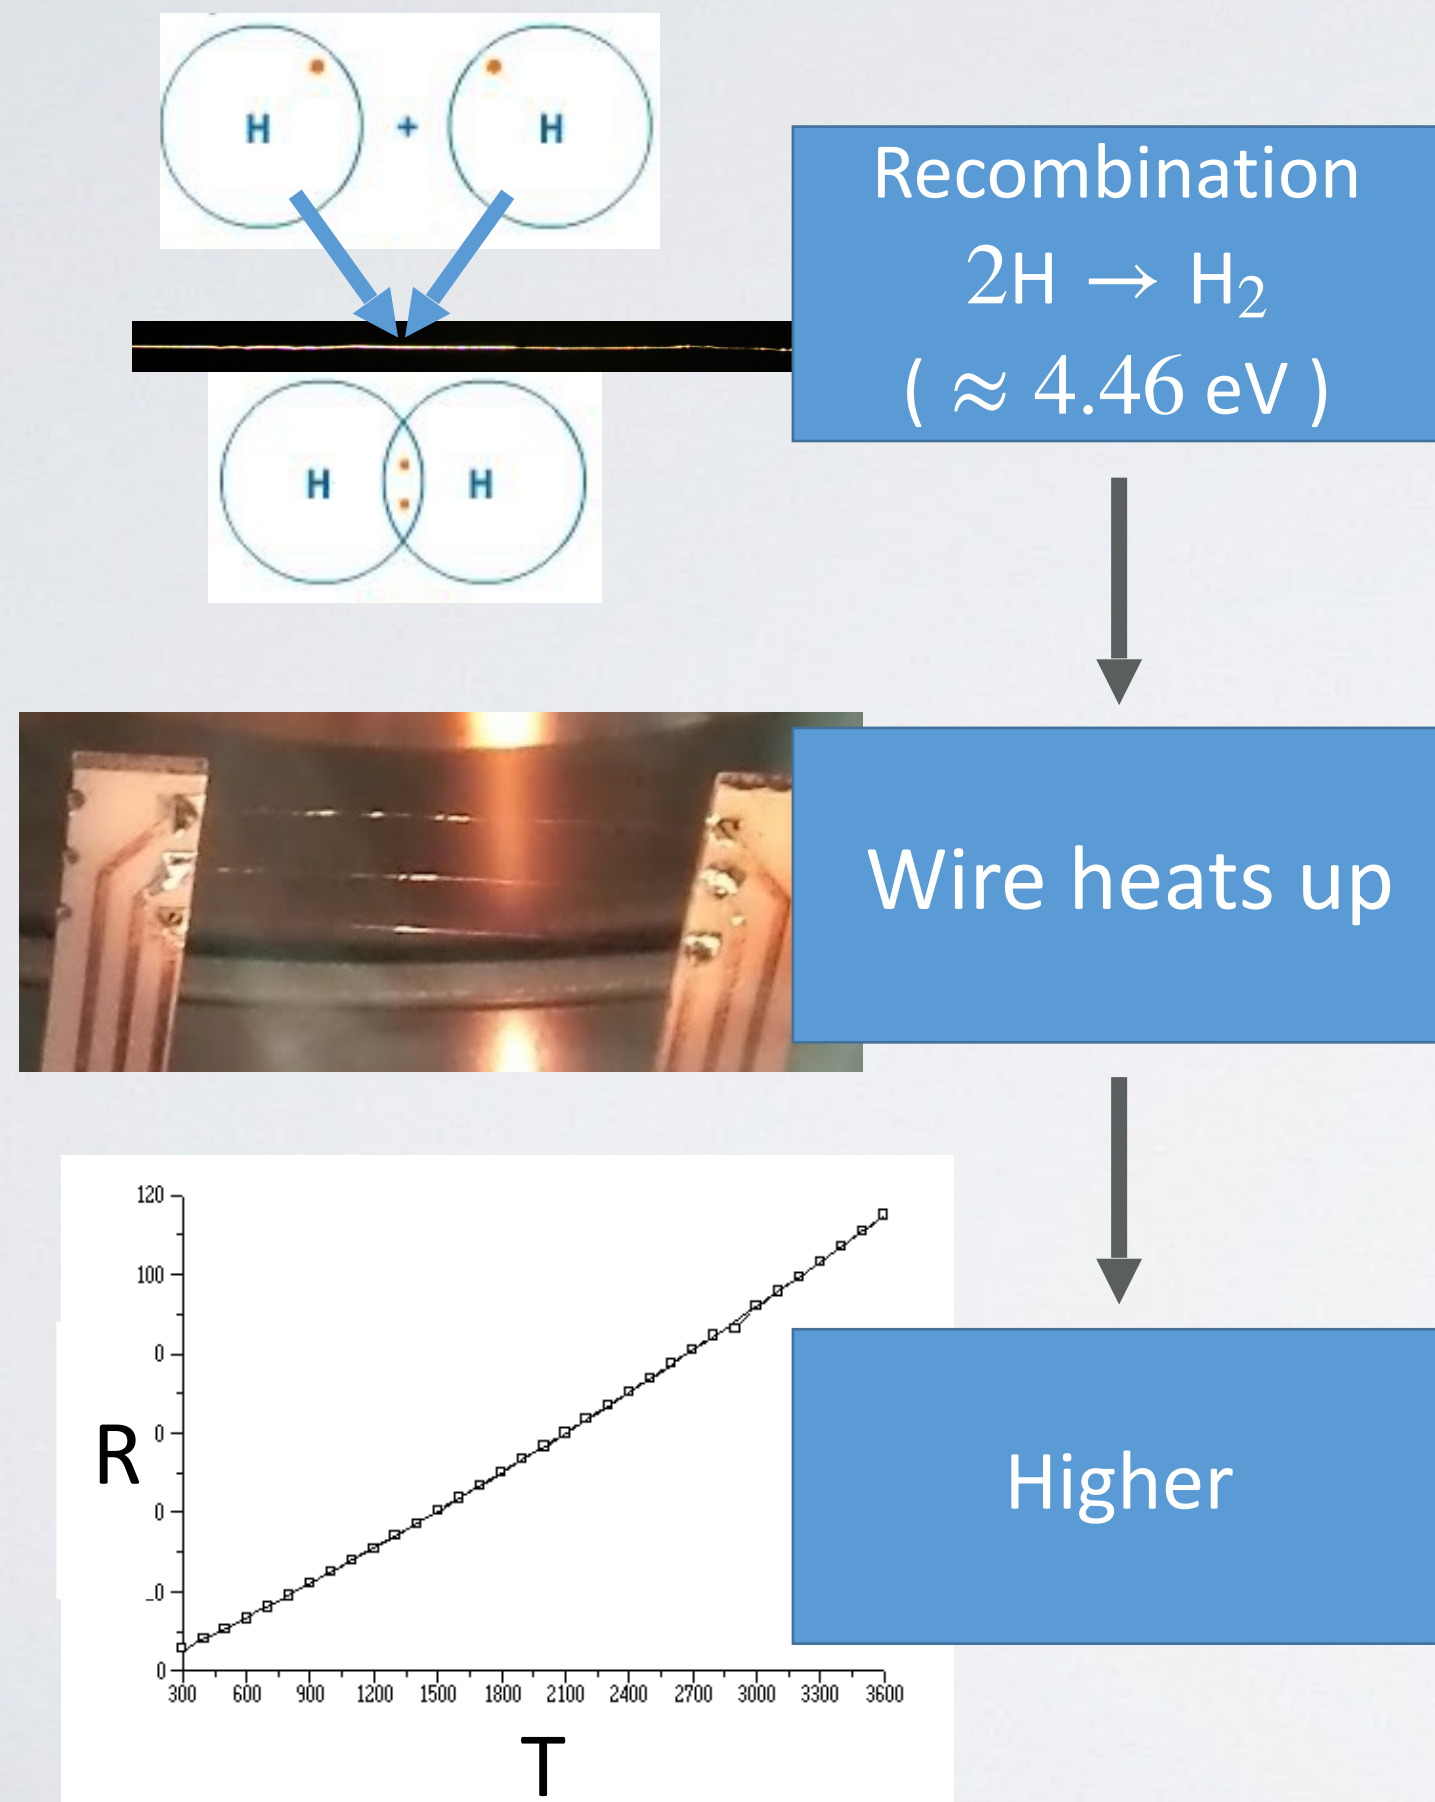 H + H
Recombination
2H → H₂
( ≈ 4.46 eV )
H H
Wire heats up
120
100
0
0
0
_0
0
R
300 600 900 1200 1500 1800 2100 2400 2700 3000 3300 3600
T
Higher